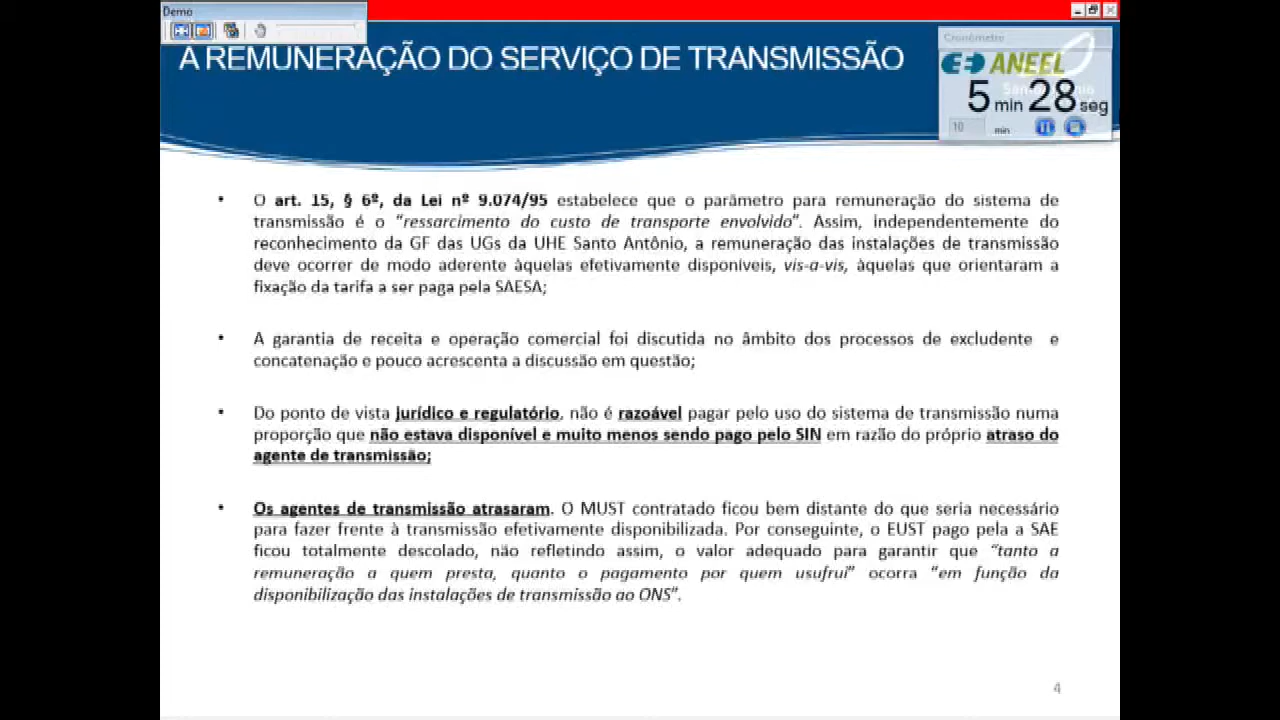 Demo
A REMUNERAÇÃO DO SERVIÇO DE TRANSMISSÃO
Cronômetro
ANEEL
5 min 28 seg
10 min
• O art. 15, § 6º, da Lei nº 9.074/95 estabelece que o parâmetro para remuneração do sistema de
transmissão é o “ressarcimento do custo de transporte envolvido”. Assim, independentemente do
reconhecimento da GF das UGs da UHE Santo Antônio, a remuneração das instalações de transmissão
deve ocorrer de modo aderente àquelas efetivamente disponíveis, vis-a-vis, àquelas que orientaram a
fixação da tarifa a ser paga pela SAESA;
• A garantia de receita e operação comercial foi discutida no âmbito dos processos de excludente e
concatenação e pouco acrescenta a discussão em questão;
• Do ponto de vista jurídico e regulatório, não é razoável pagar pelo uso do sistema de transmissão numa
proporção que não estava disponível e muito menos sendo pago pelo SIN em razão do próprio atraso do
agente de transmissão;
• Os agentes de transmissão atrasaram. O MUST contratado ficou bem distante do que seria necessário
para fazer frente à transmissão efetivamente disponibilizada. Por conseguinte, o EUST pago pela a SAE
ficou totalmente descolado, não refletindo assim, o valor adequado para garantir que “tanto a
remuneração a quem presta, quanto o pagamento por quem usufrui” ocorra “em função da
disponibilização das instalações de transmissão ao ONS”.
4